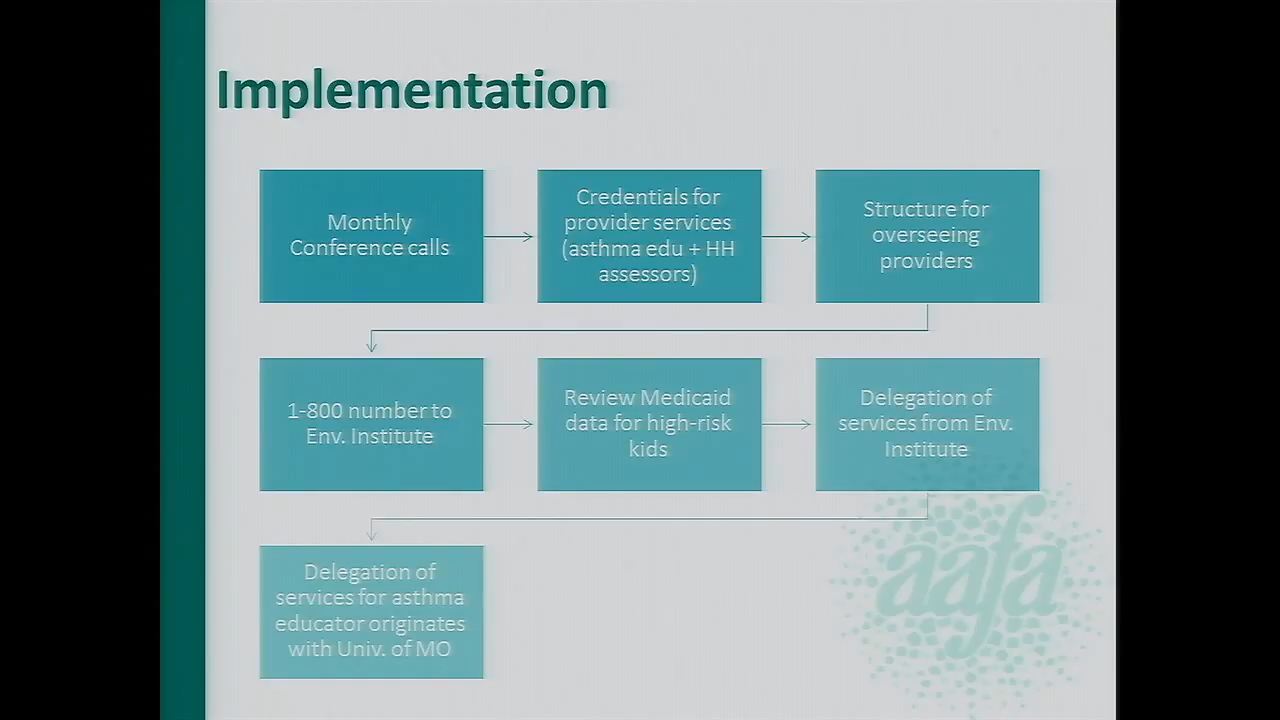 Implementation
Monthly
Conference calls
Credentials for
provider services
(asthma edu + HH
assessors)
Structure for
overseeing
providers
1-800 number to
Env. Institute
Review Medicaid
data for high-risk
kids
Delegation of
services from Env.
Institute
Delegation of
services for asthma
educator originates
with Univ. of MO
aafa